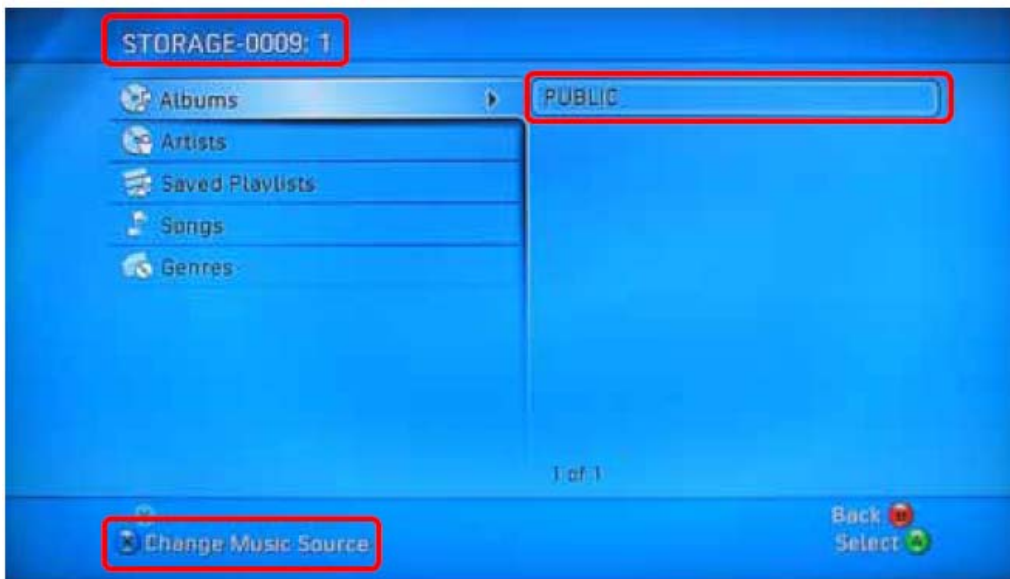 STORAGE-0009: 1
Albums
PUBLIC
Artists
Saved Playlists
Songs
Genres
1 of 1
Back B
X Change Music Source
Select A